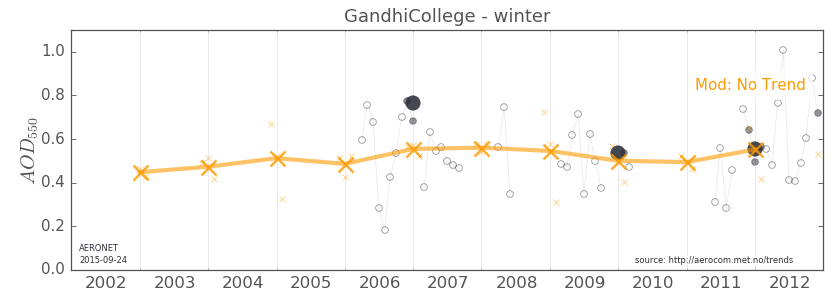 GandhiCollege - winter
1.0
0.8
0.6
0.4
0.2
0.0
AOD550
Mod: No Trend
AERONET
2015-09-24
source: http://aerocom.met.no/trends
2002 2003 2004 2005 2006 2007 2008 2009 2010 2011 2012